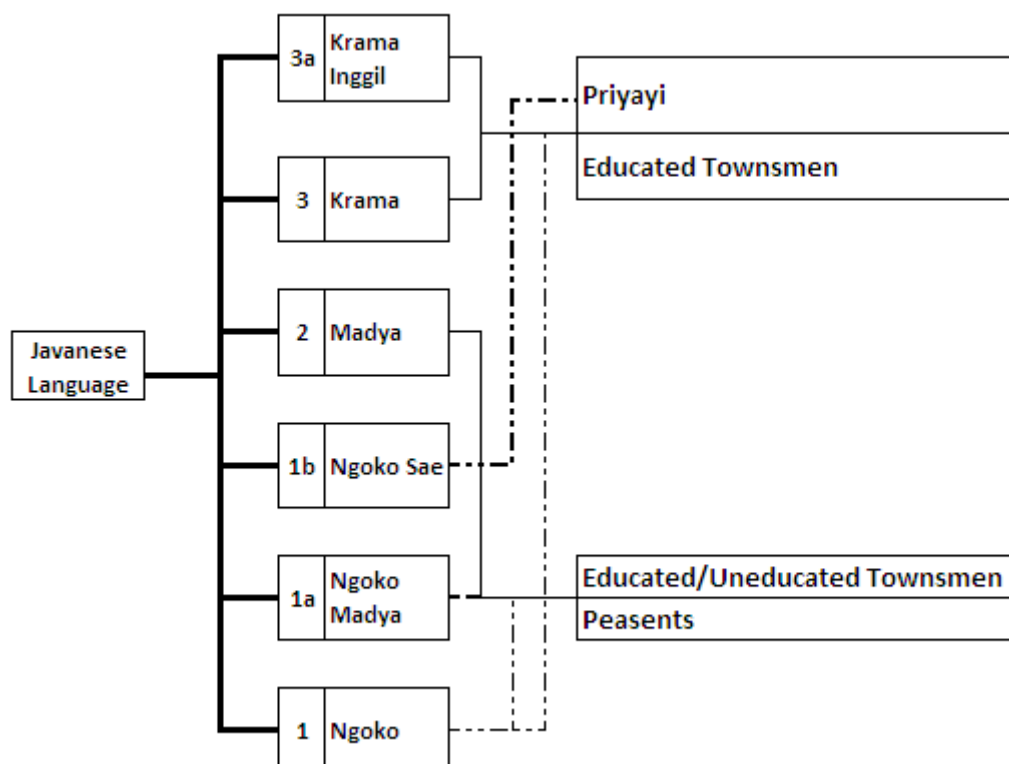 3a
Krama
Inggil
Priyayi
Educated Townsmen
3
Krama
2
Madya
Javanese
Language
1b
Ngoko Sae
1a
Ngoko
Madya
Educated/Uneducated Townsmen
Peasents
1
Ngoko